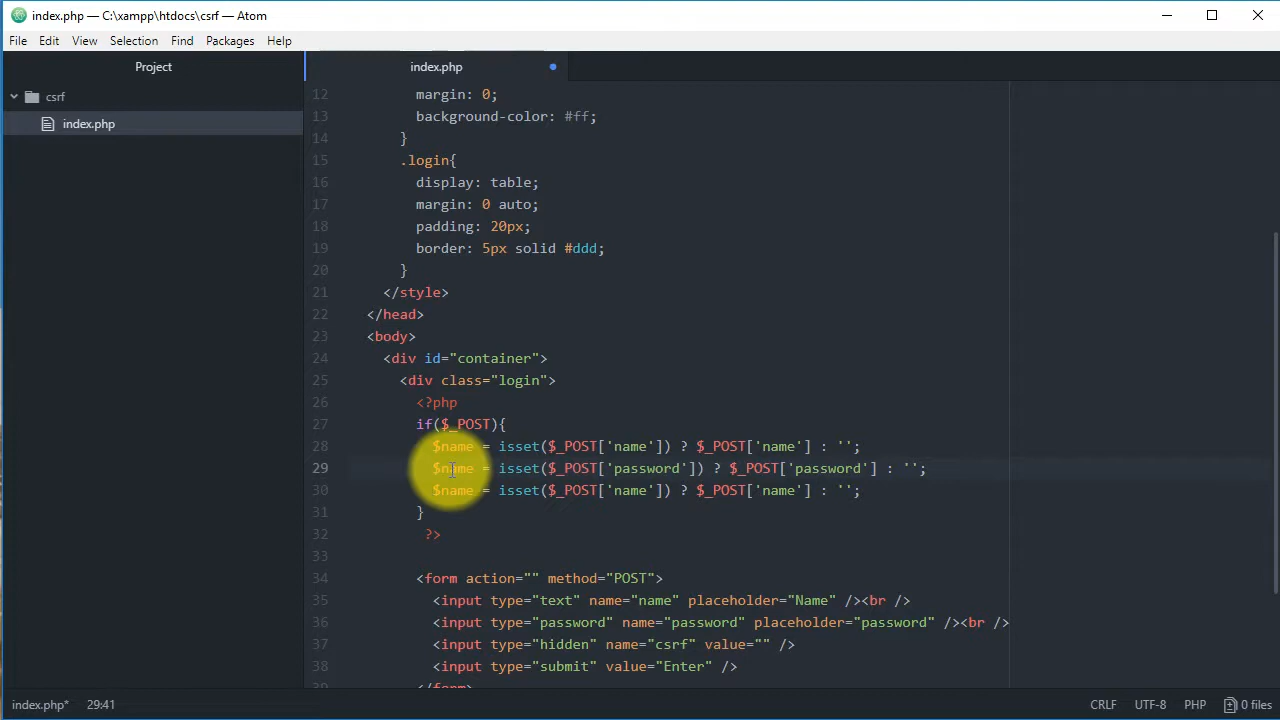 index.php — C:\xampp\htdocs\csrf — Atom
File Edit View Selection Find Packages Help
Project
index.php
csrf
index.php
12 margin: 0;
13 background-color: #ff;
14 }
15 .login{
16 display: table;
17 margin: 0 auto;
18 padding: 20px;
19 border: 5px solid #ddd;
20 }
21 </style>
22 </head>
23 <body>
24 <div id="container">
25 <div class="login">
26 <?php
27 if($_POST){
28 $name = isset($_POST['name']) ? $_POST['name'] : '';
29 $name = isset($_POST['password']) ? $_POST['password'] : '';
30 $name = isset($_POST['name']) ? $_POST['name'] : '';
31 }
32 ?>
33
34 <form action="" method="POST">
35 <input type="text" name="name" placeholder="Name" /><br />
36 <input type="password" name="password" placeholder="password" /><br />
37 <input type="hidden" name="csrf" value="" />
38 <input type="submit" value="Enter" />
39 </form>
index.php* 29:41 CRLF UTF-8 PHP 0 files